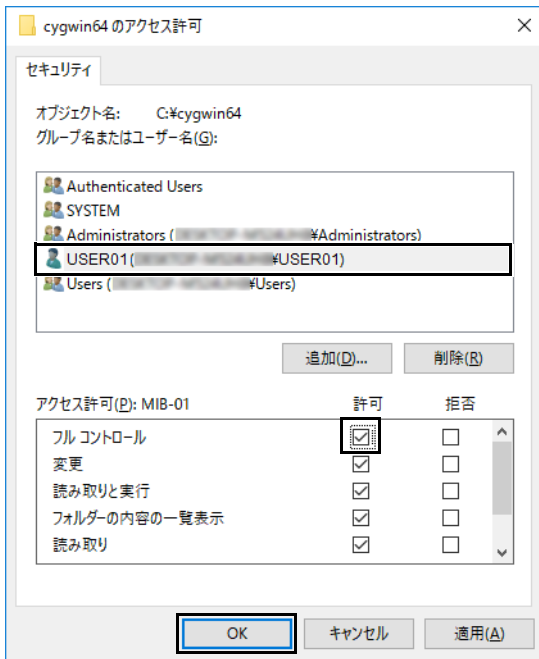 cygwin64 のアクセス許可
セキュリティ
オブジェクト名: C:¥cygwin64
グループ名またはユーザー名(G):
Authenticated Users
SYSTEM
Administrators ( ¥Administrators)
USER01( ¥USER01)
Users ( ¥Users)
追加(D)... 削除(R)
アクセス許可(P): MIB-01 許可 拒否
フル コントロール
変更
読み取りと実行
フォルダーの内容の一覧表示
読み取り
OK キャンセル 適用(A)